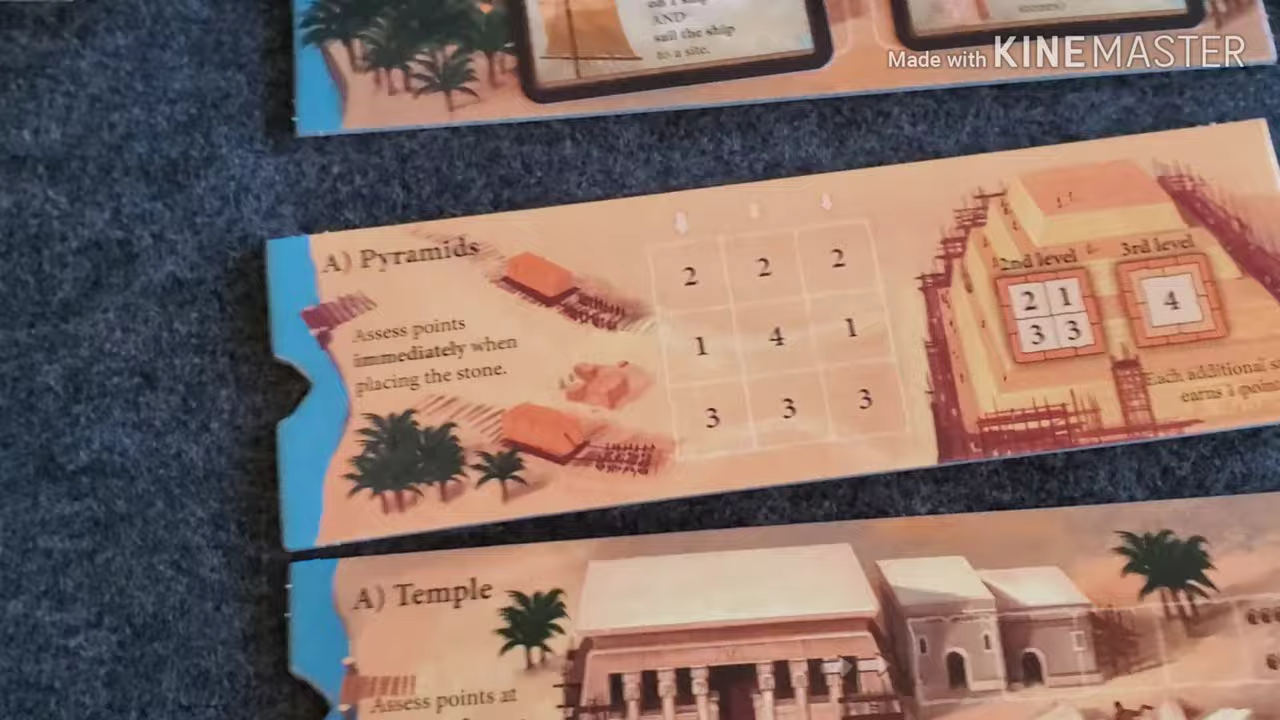 AND
sail the ship
to a site.
Made with KINEMASTER
A) Pyramids
Assess points
immediately when
placing the stone.
2 2 2
1 4 1
3 3 3
2nd level
2 1
3 3
3rd level
4
Each additional
earns 1
A) Temple
Assess points at